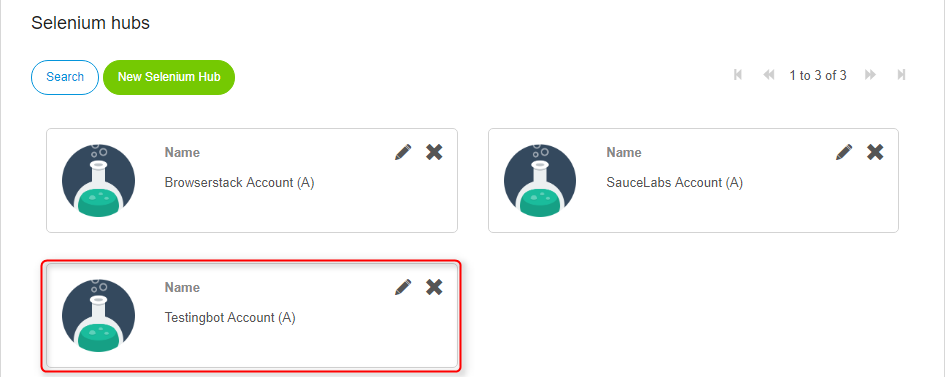 Selenium hubs
Search
New Selenium Hub
1 to 3 of 3
Name
Browserstack Account (A)
Name
SauceLabs Account (A)
Name
Testingbot Account (A)